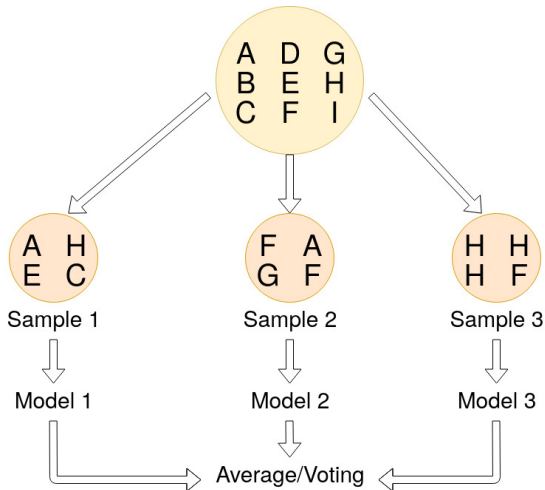 A D G
B E H
C F I
A H
E C
F A
G F
H H
H F
Sample 1
Sample 2
Sample 3
Model 1
Model 2
Model 3
Average/Voting